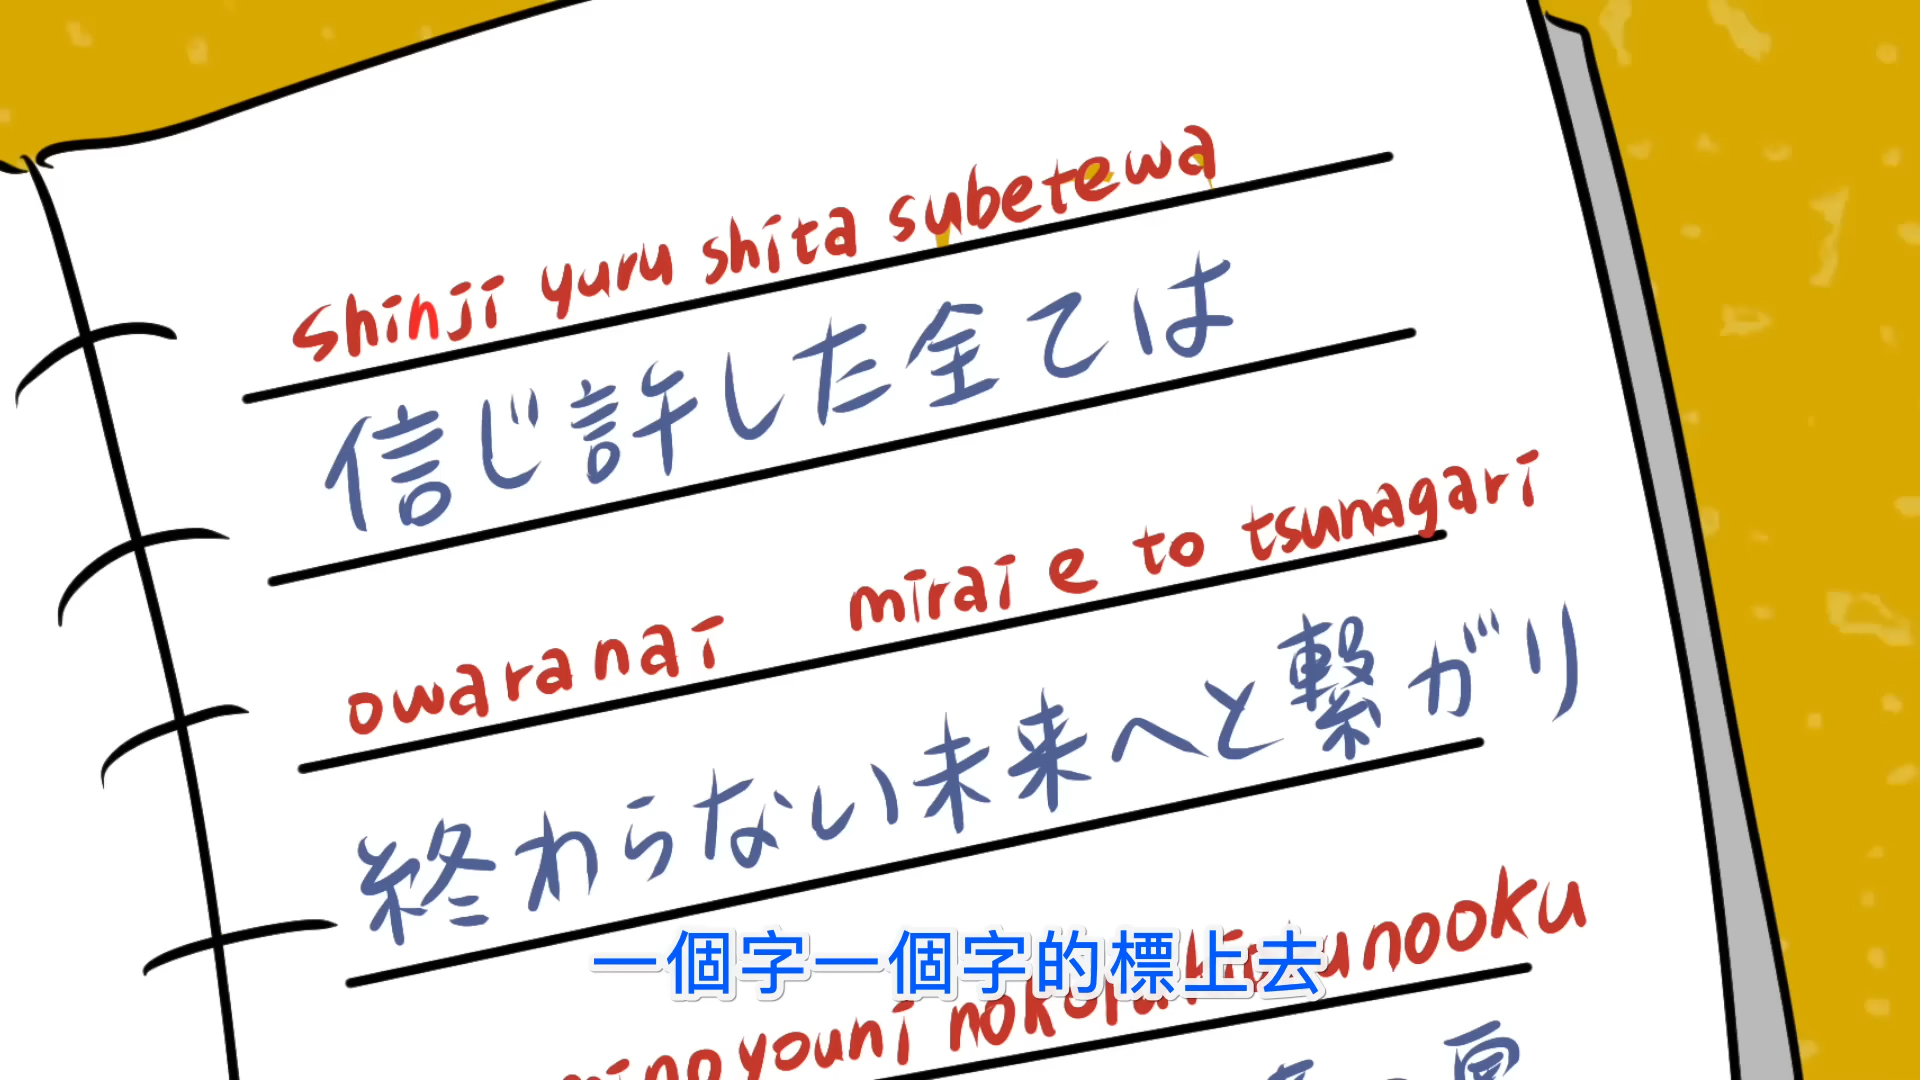 shinji yuru shita subetewa
信じ許した全ては
owaranai mirai e to tsunagari
終わらない未来へと繋がり
一個字一個字的標上去